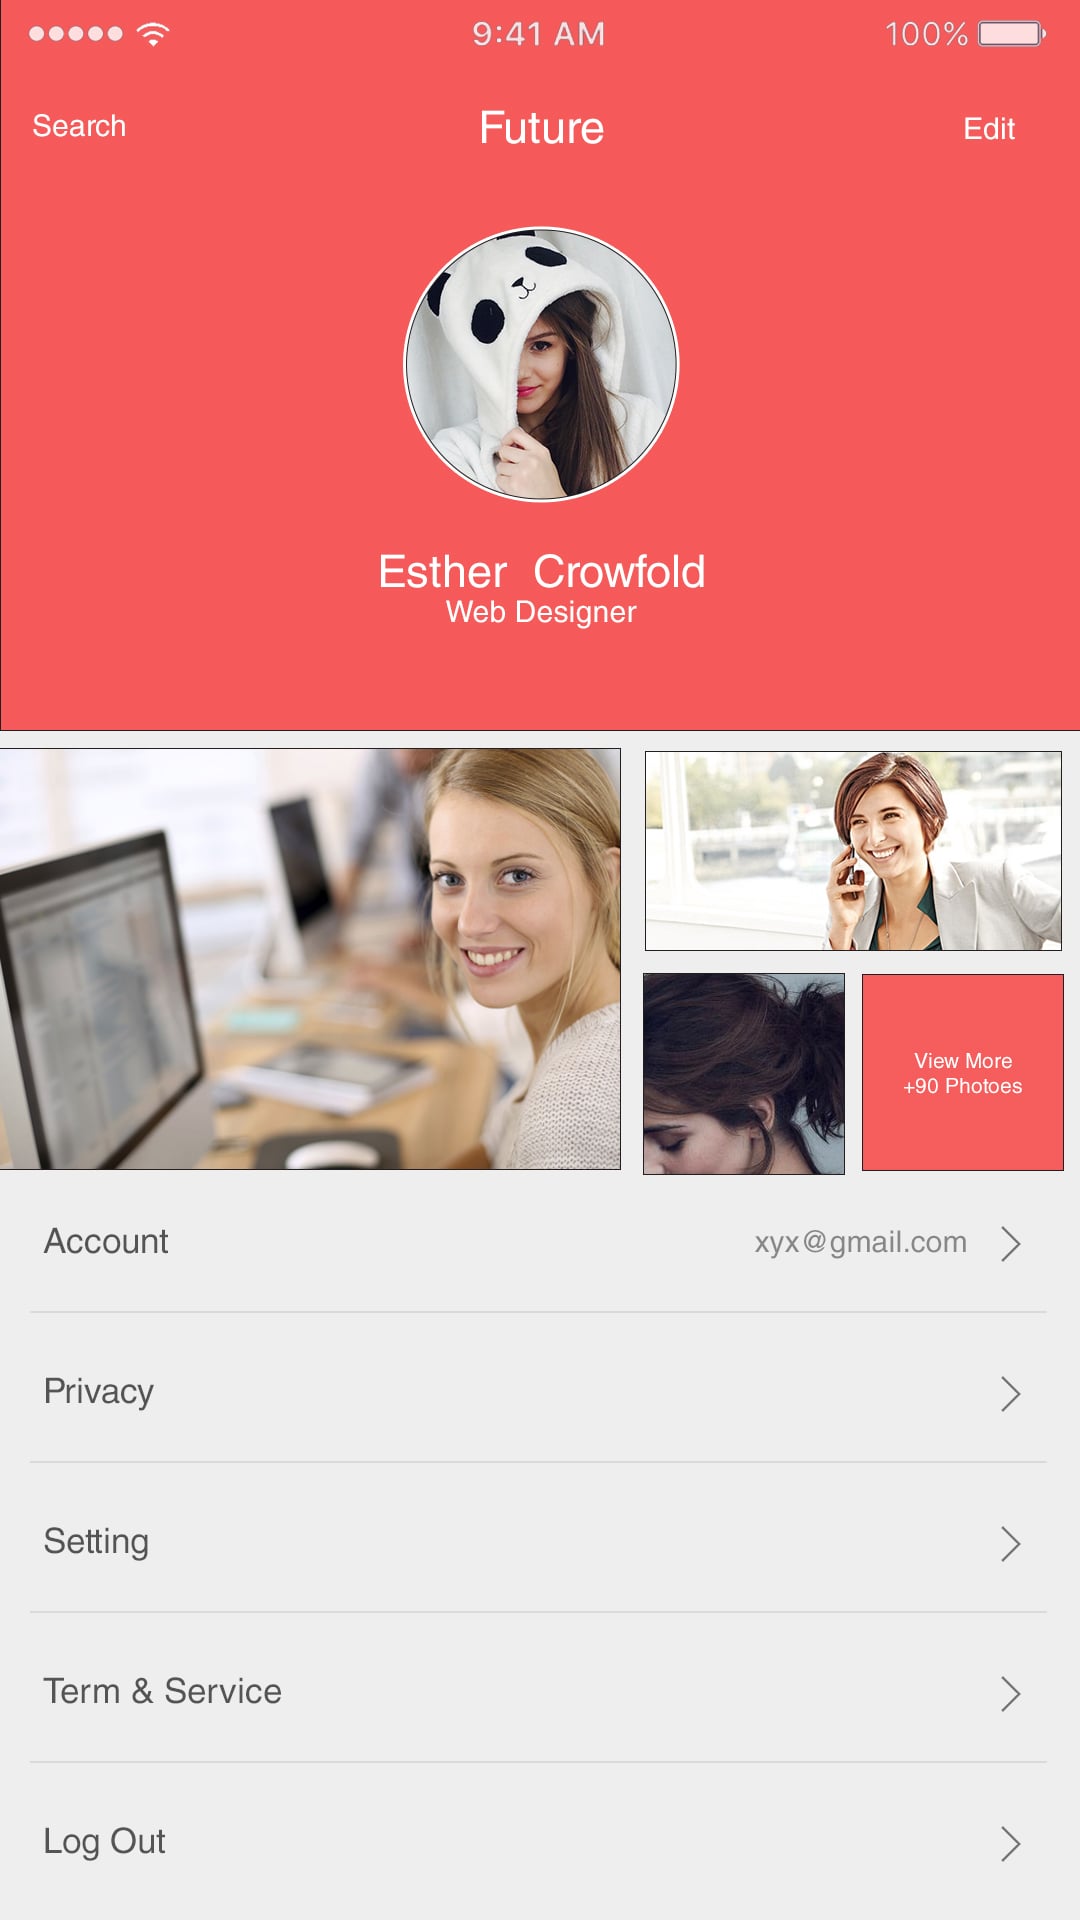 9:41 AM
100%
Search
Future
Edit
Esther Crowfold
Web Designer
View More
+90 Photoes
Account
xyx@gmail.com
Privacy
Setting
Term & Service
Log Out